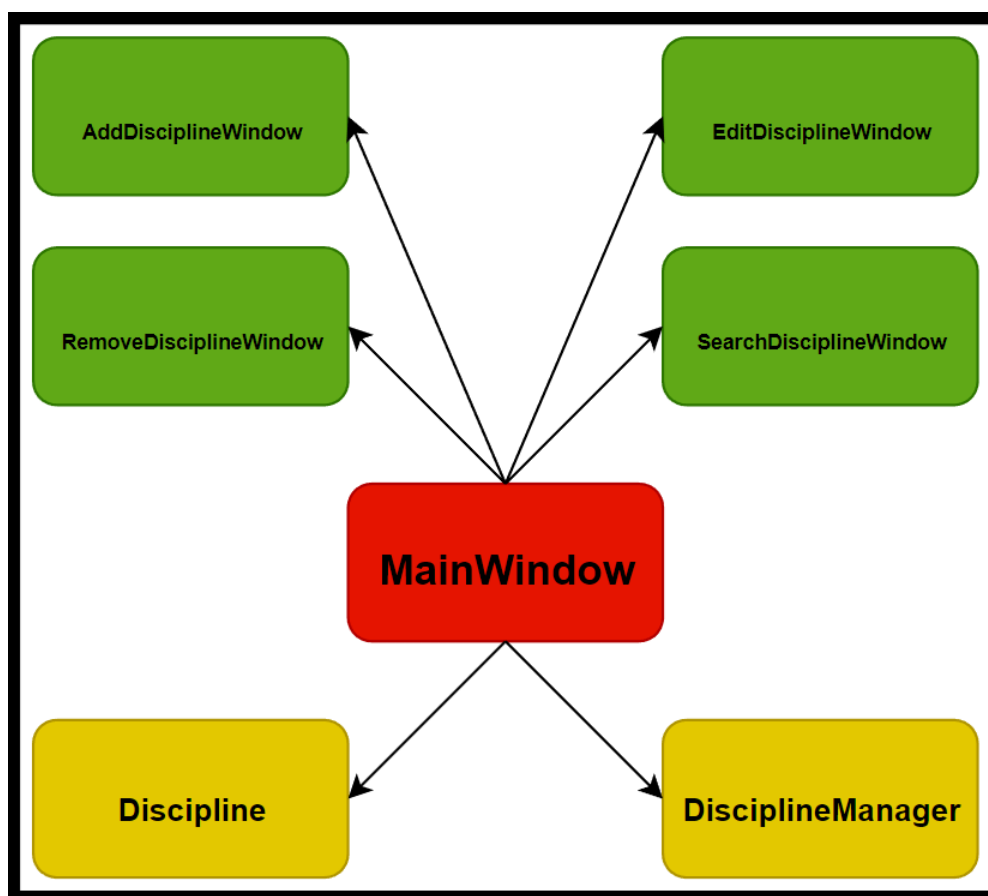 AddDisciplineWindow
EditDisciplineWindow
RemoveDisciplineWindow
SearchDisciplineWindow
MainWindow
Discipline
DisciplineManager